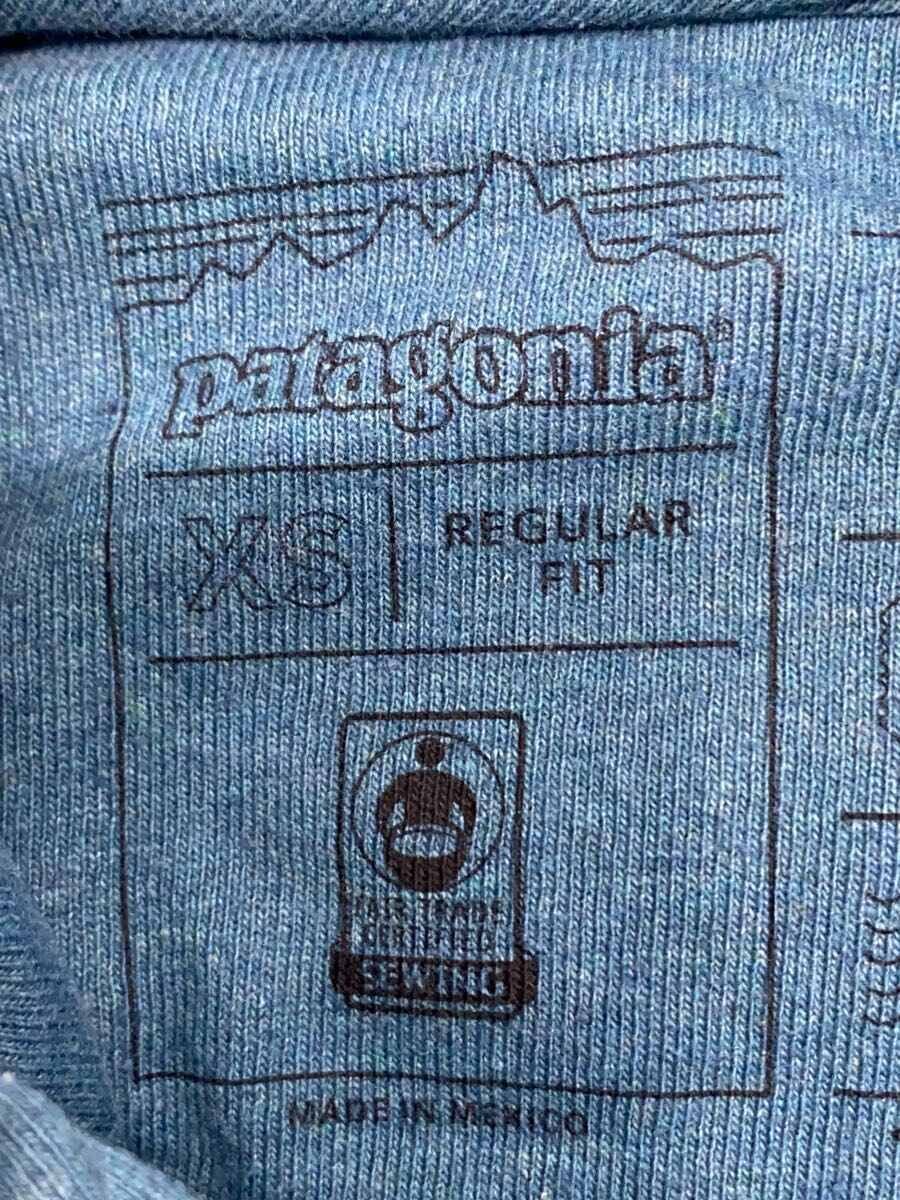 patagonia®
XS
REGULAR
FIT
FAIR TRADE
CERTIFIED
SEWING
MADE IN MEXICO